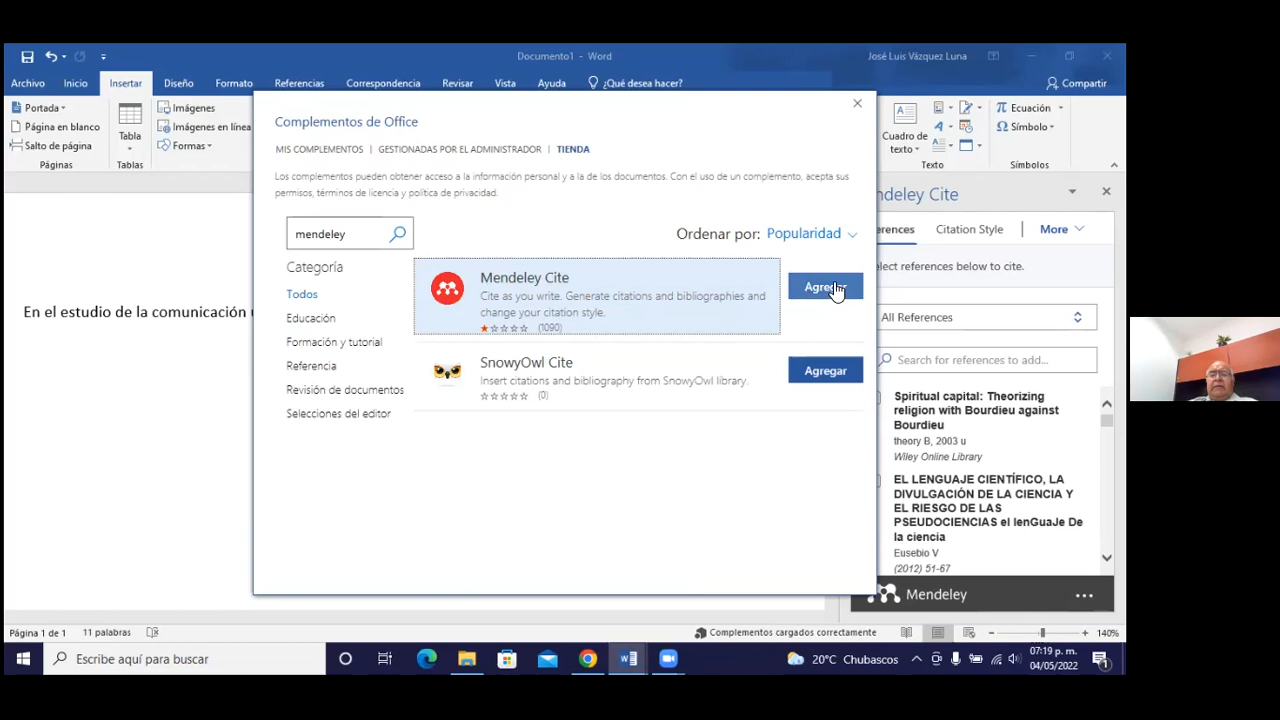 Documento1 - Word
José Luis Vázquez Luna
Archivo
Inicio
Insertar
Diseño
Formato
Referencias
Correspondencia
Revisar
Vista
Ayuda
¿Qué desea hacer?
Compartir
Portada
Página en blanco
Salto de página
Páginas
Tabla
Tablas
Imágenes
Imágenes en línea
Formas
Cuadro de
texto
Texto
Ecuación
Símbolo
Símbolos
Complementos de Office
MIS COMPLEMENTOS | GESTIONADAS POR EL ADMINISTRADOR | TIENDA
Los complementos pueden obtener acceso a la información personal y a la de los documentos. Con el uso de un complemento, acepta sus
permisos, términos de licencia y política de privacidad.
mendeley
Ordenar por: Popularidad
Categoría
Todos
Educación
Formación y tutorial
Referencia
Revisión de documentos
Selecciones del editor
Mendeley Cite
Cite as you write. Generate citations and bibliographies and
change your citation style.
(1090)
Agregar
SnowyOwl Cite
Insert citations and bibliography from SnowyOwl library.
(0)
Agregar
En el estudio de la comunicación
ndeley Cite
erences
Citation Style
More
elect references below to cite.
All References
Search for references to add...
Spiritual capital: Theorizing
religion with Bourdieu against
Bourdieu
theory B, 2003 u
Wiley Online Library
EL LENGUAJE CIENTÍFICO, LA
DIVULGACIÓN DE LA CIENCIA Y
EL RIESGO DE LAS
PSEUDOCIENCIAS el lenGuaJe De
la ciencia
Eusebio V
(2012) 51-67
Mendeley
Página 1 de 1
11 palabras
Complementos cargados correctamente
140%
Escribe aquí para buscar
20°C Chubascos
07:19 p. m.
04/05/2022
1